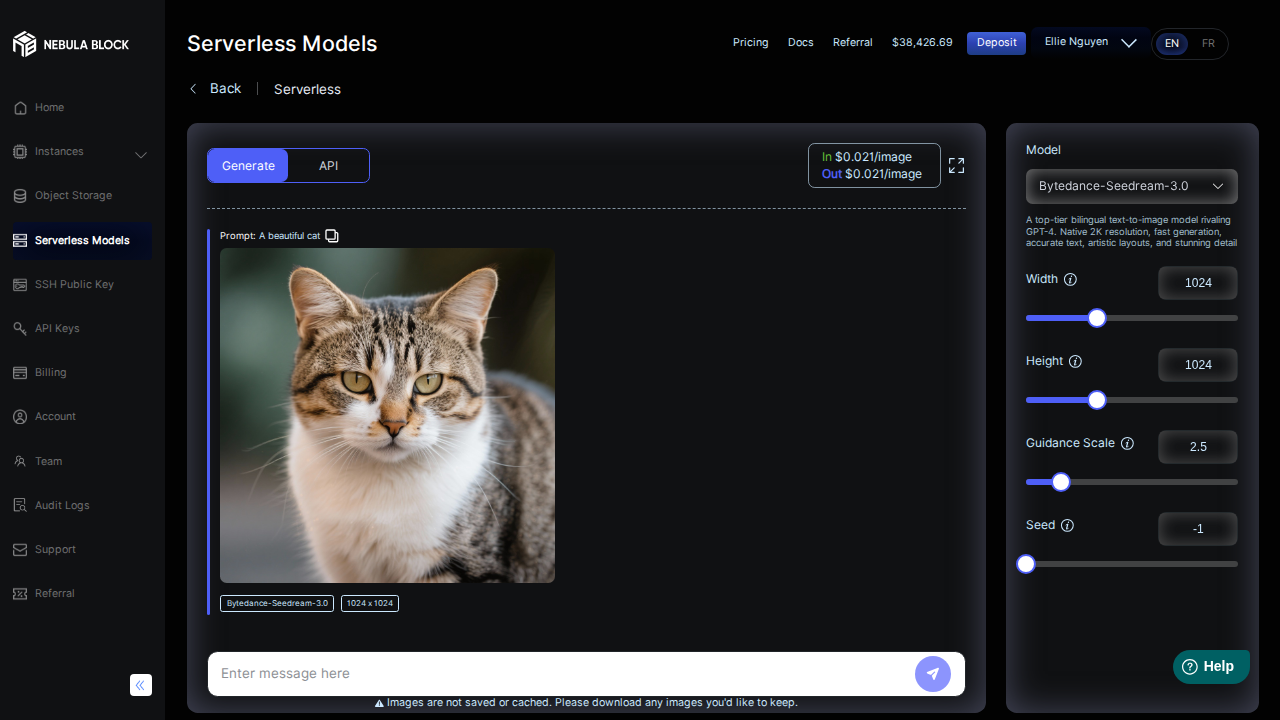 NEBULA BLOCK
Home
Instances
Object Storage
Serverless Models
SSH Public Key
API Keys
Billing
Account
Team
Audit Logs
Support
Referral
Serverless Models
Pricing
Docs
Referral
$38,426.69
Deposit
Ellie Nguyen
EN
FR
Back
Serverless
Generate
API
In $0.021/image
Out $0.021/image
Prompt: A beautiful cat
Bytedance-Seedream-3.0
1024 x 1024
Enter message here
Images are not saved or cached. Please download any images you'd like to keep.
Model
Bytedance-Seedream-3.0
A top-tier bilingual text-to-image model rivaling
GPT-4. Native 2K resolution, fast generation,
accurate text, artistic layouts, and stunning detail
Width
1024
Height
1024
Guidance Scale
2.5
Seed
-1
Help